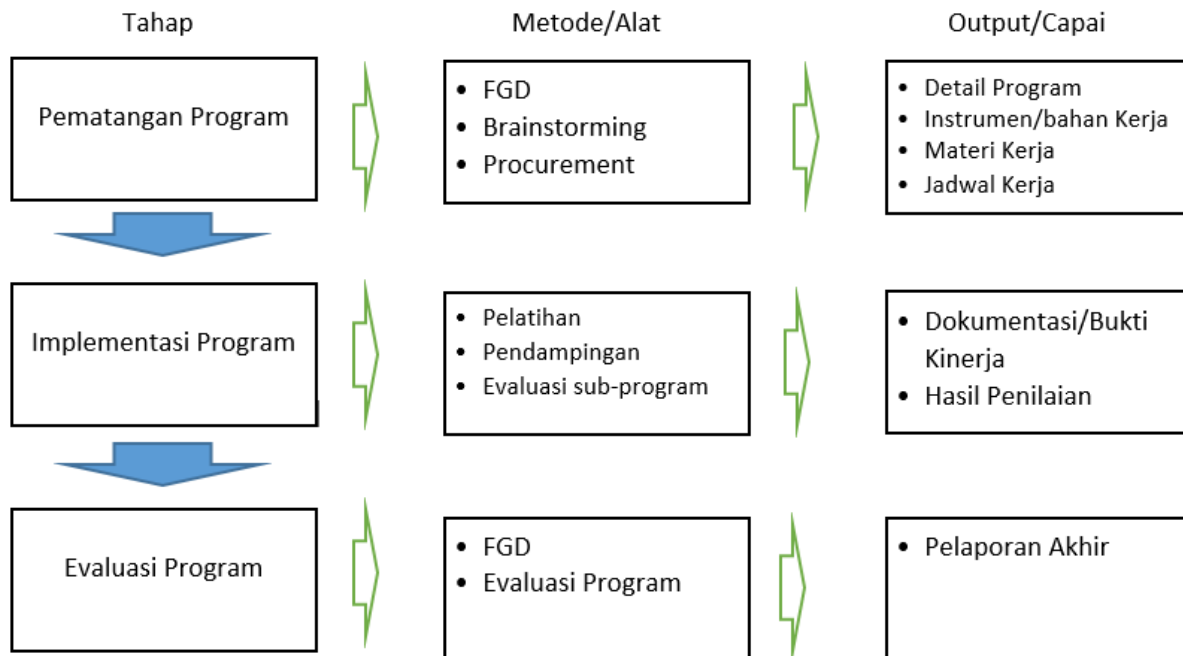 Tahap
Metode/Alat
Output/Capai
Pematangan Program
• FGD
• Brainstorming
• Procurement
• Detail Program
• Instrumen/bahan Kerja
• Materi Kerja
• Jadwal Kerja
Implementasi Program
• Pelatihan
• Pendampingan
• Evaluasi sub-program
• Dokumentasi/Bukti
Kinerja
• Hasil Penilaian
Evaluasi Program
• FGD
• Evaluasi Program
• Pelaporan Akhir